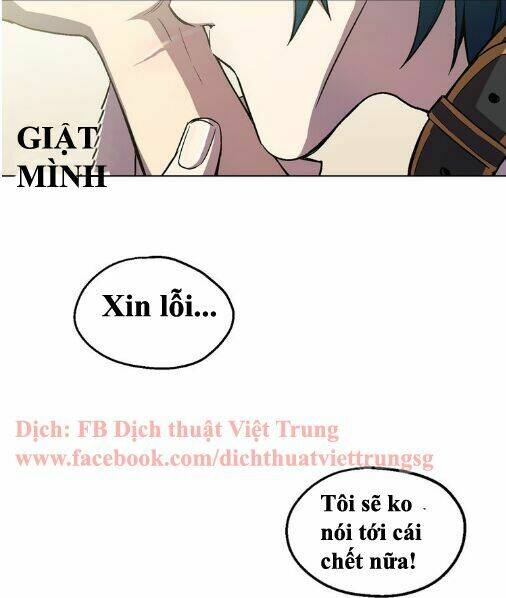 GIẬT
MÌNH
Xin lỗi...
Dịch: FB Dịch thuật Việt Trung
www.facebook.com/dichthuatviettrungsg
Tôi sẽ ko
nói tới cái
chết nữa!